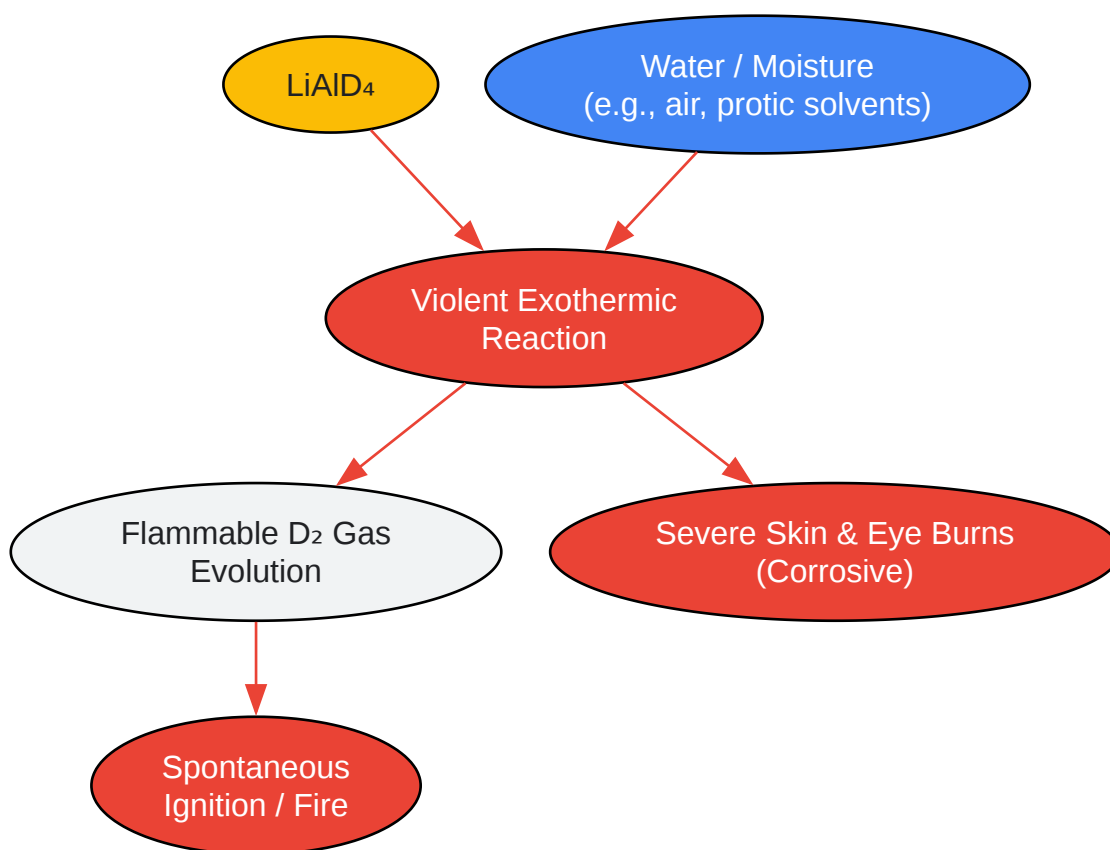 LiAlD₄
Water / Moisture
(e.g., air, protic solvents)
Violent Exothermic
Reaction
Flammable D₂ Gas
Evolution
Severe Skin & Eye Burns
(Corrosive)
Spontaneous
Ignition / Fire